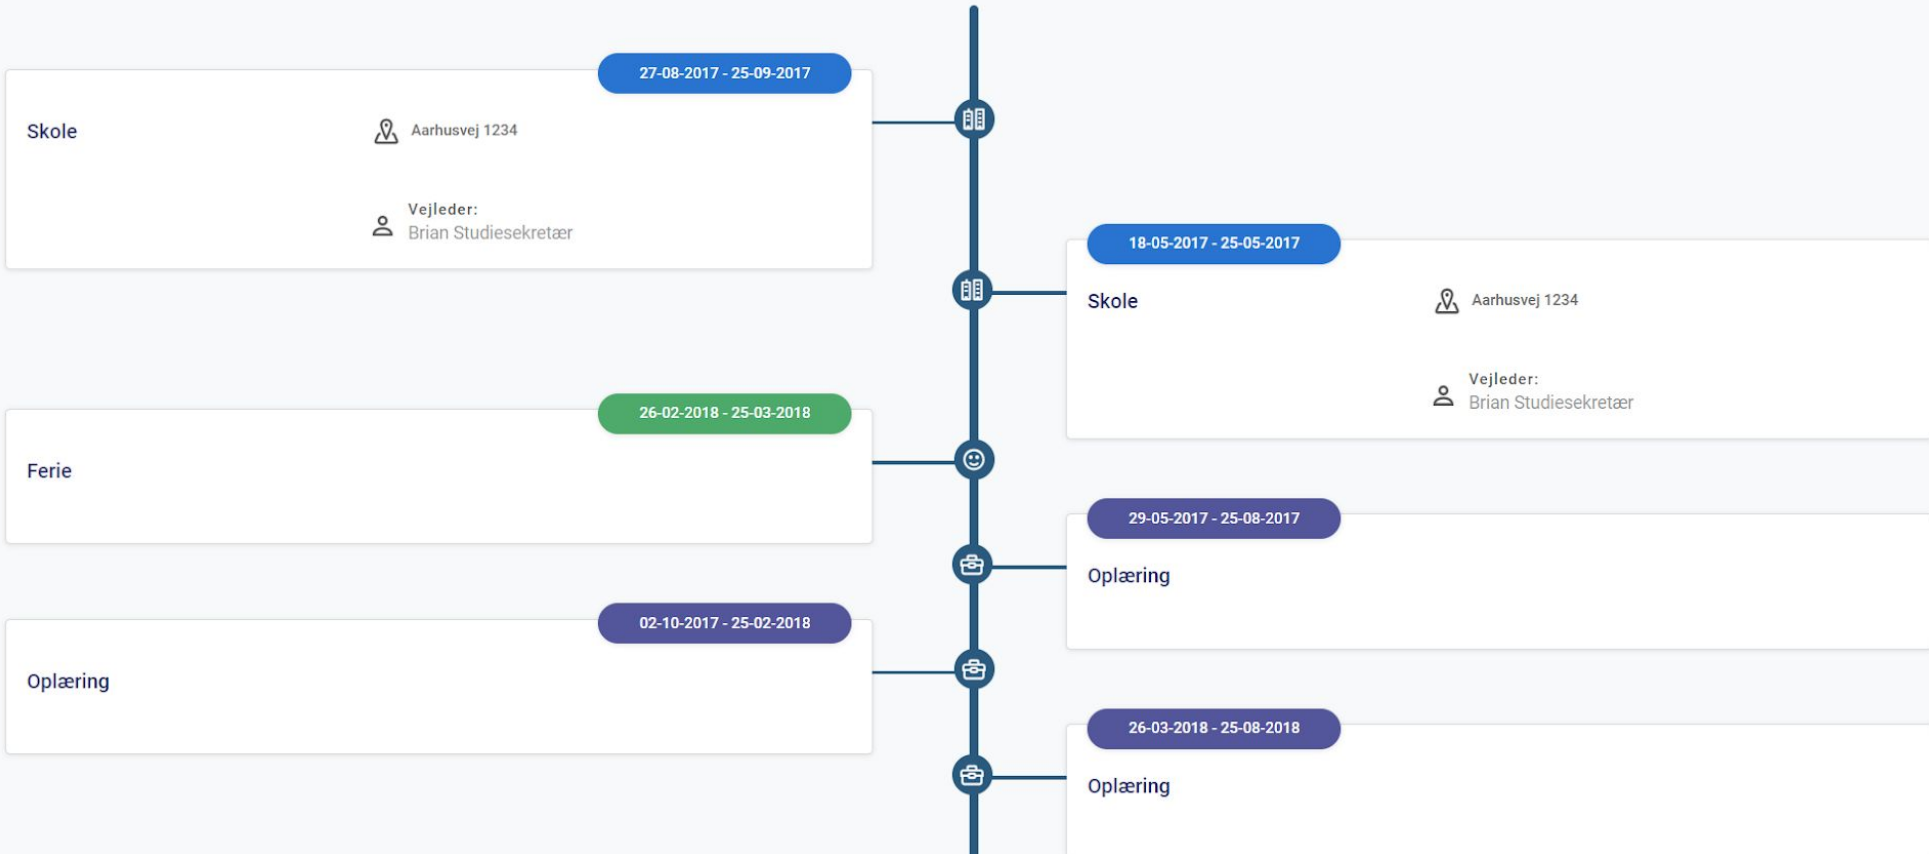 27-08-2017 - 25-09-2017
Skole
Aarhusvej 1234
Vejleder:
Brian Studiesekretær
18-05-2017 - 25-05-2017
Skole
Aarhusvej 1234
Vejleder:
Brian Studiesekretær
26-02-2018 - 25-03-2018
Ferie
29-05-2017 - 25-08-2017
Oplæring
02-10-2017 - 25-02-2018
Oplæring
26-03-2018 - 25-08-2018
Oplæring